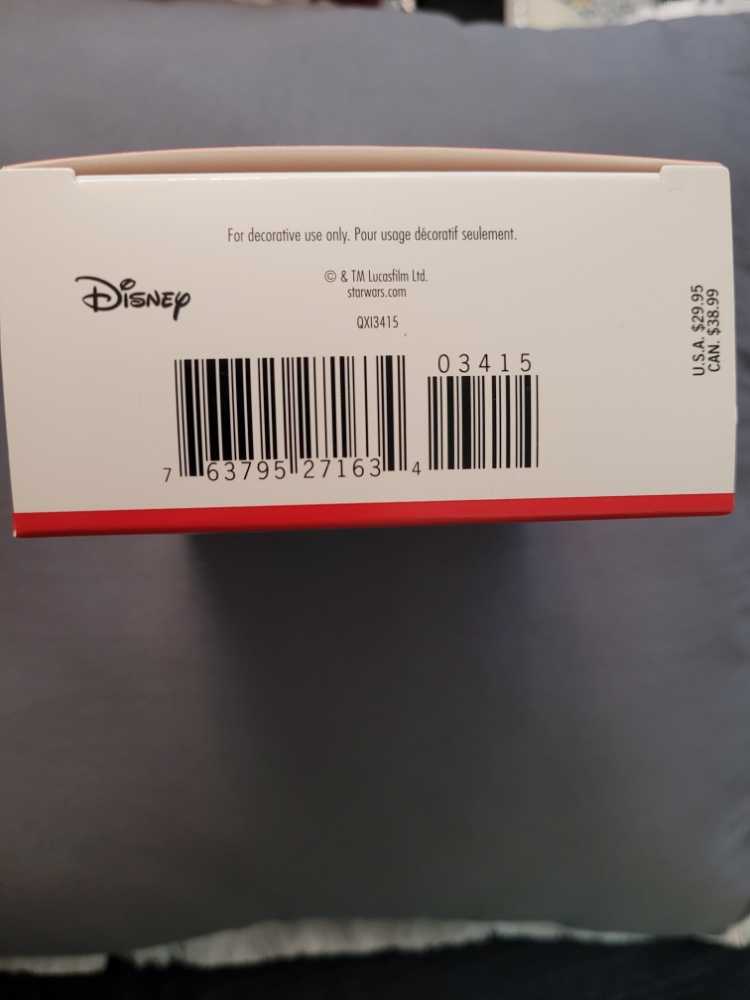 For decorative use only. Pour usage décoratif seulement.
Disney
© & TM Lucasfilm Ltd.
starwars.com
QXI3415
U.S.A. $29.95
CAN. $38.99
03415
7 63795 27163 4